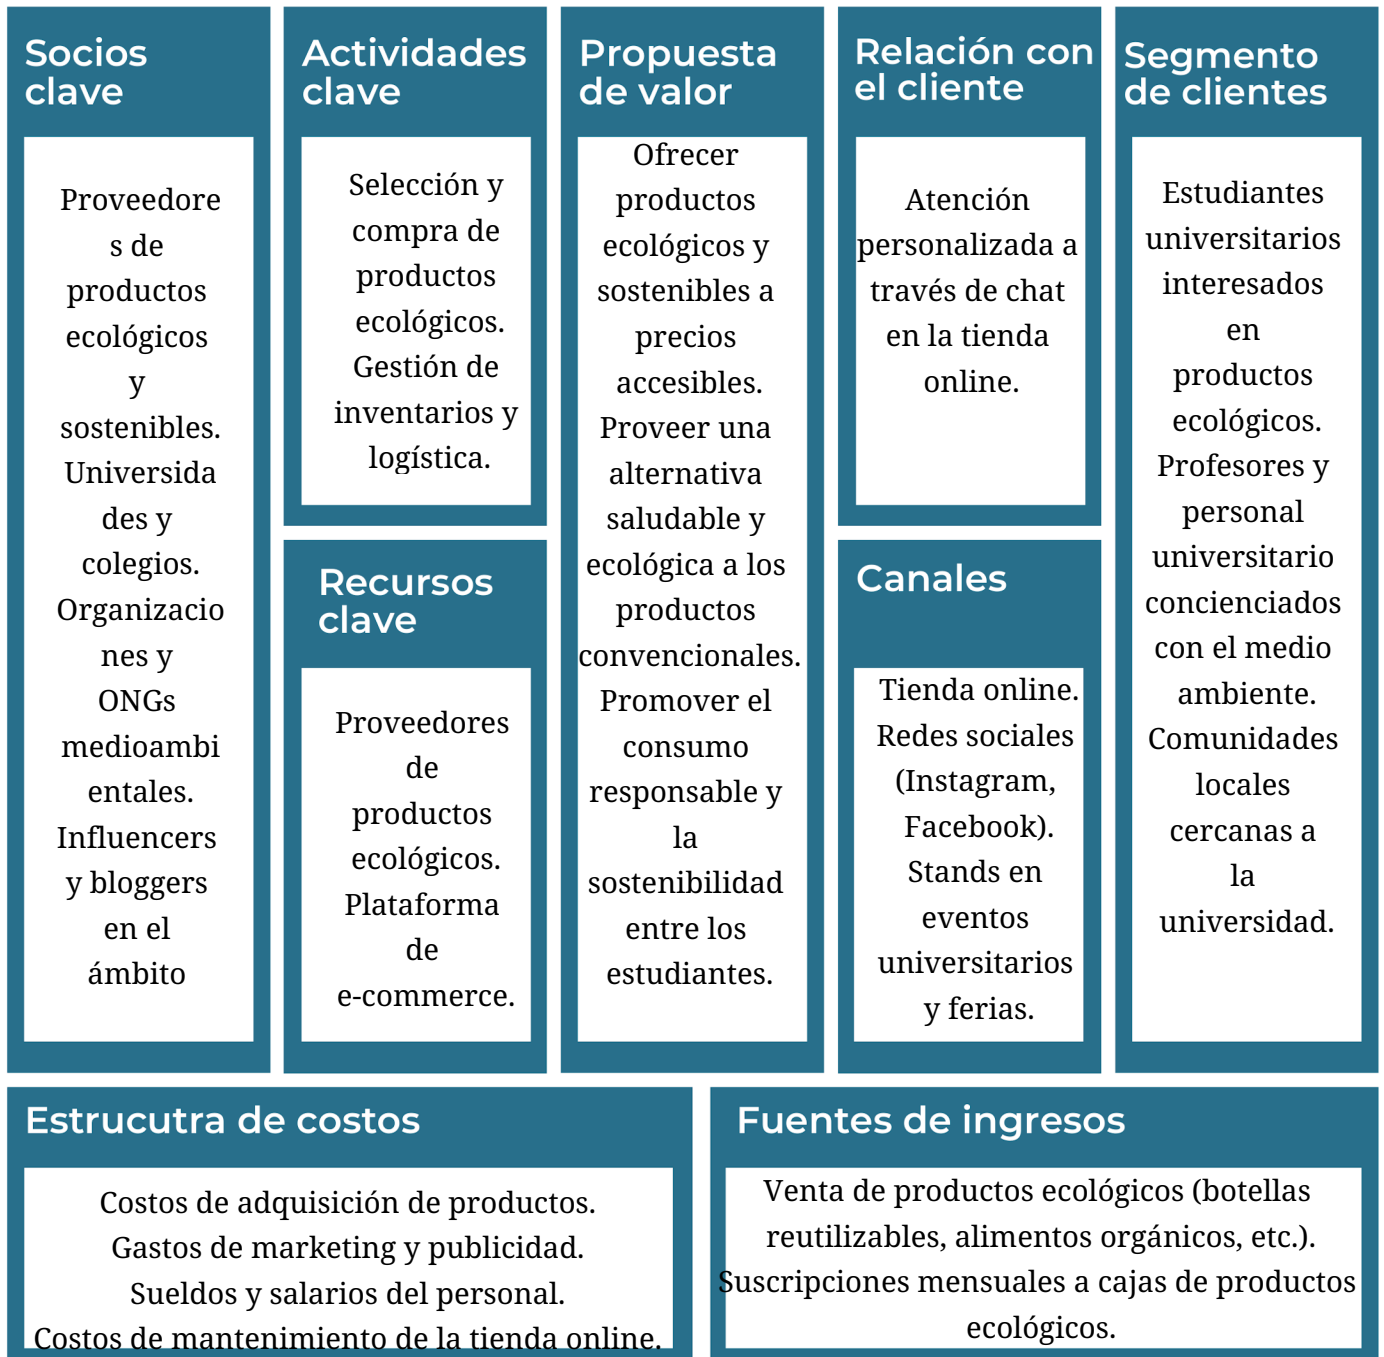 Socios
clave
Proveedore
s de
productos
ecológicos
y
sostenibles.
Universida
des y
colegios.
Organizacio
nes y
ONGs
medioambi
entales.
Influencers
y bloggers
en el
ámbito
Actividades
clave
Selección y
compra de
productos
ecológicos.
Gestión de
inventarios y
logística.
Recursos
clave
Proveedores
de
productos
ecológicos.
Plataforma
de
e-commerce.
Propuesta
de valor
Ofrecer
productos
ecológicos y
sostenibles a
precios
accesibles.
Proveer una
alternativa
saludable y
ecológica a los
productos
convencionales.
Promover el
consumo
responsable y
la
sostenibilidad
entre los
estudiantes.
Relación con
el cliente
Atención
personalizada a
través de chat
en la tienda
online.
Canales
Tienda online.
Redes sociales
(Instagram,
Facebook).
Stands en
eventos
universitarios
y ferias.
Segmento
de clientes
Estudiantes
universitarios
interesados
en
productos
ecológicos.
Profesores y
personal
universitario
concienciados
con el medio
ambiente.
Comunidades
locales
cercanas a
la
universidad.
Estrucutra de costos
Costos de adquisición de productos.
Gastos de marketing y publicidad.
Sueldos y salarios del personal.
Costos de mantenimiento de la tienda online.
Fuentes de ingresos
Venta de productos ecológicos (botellas
reutilizables, alimentos orgánicos, etc.).
Suscripciones mensuales a cajas de productos
ecológicos.